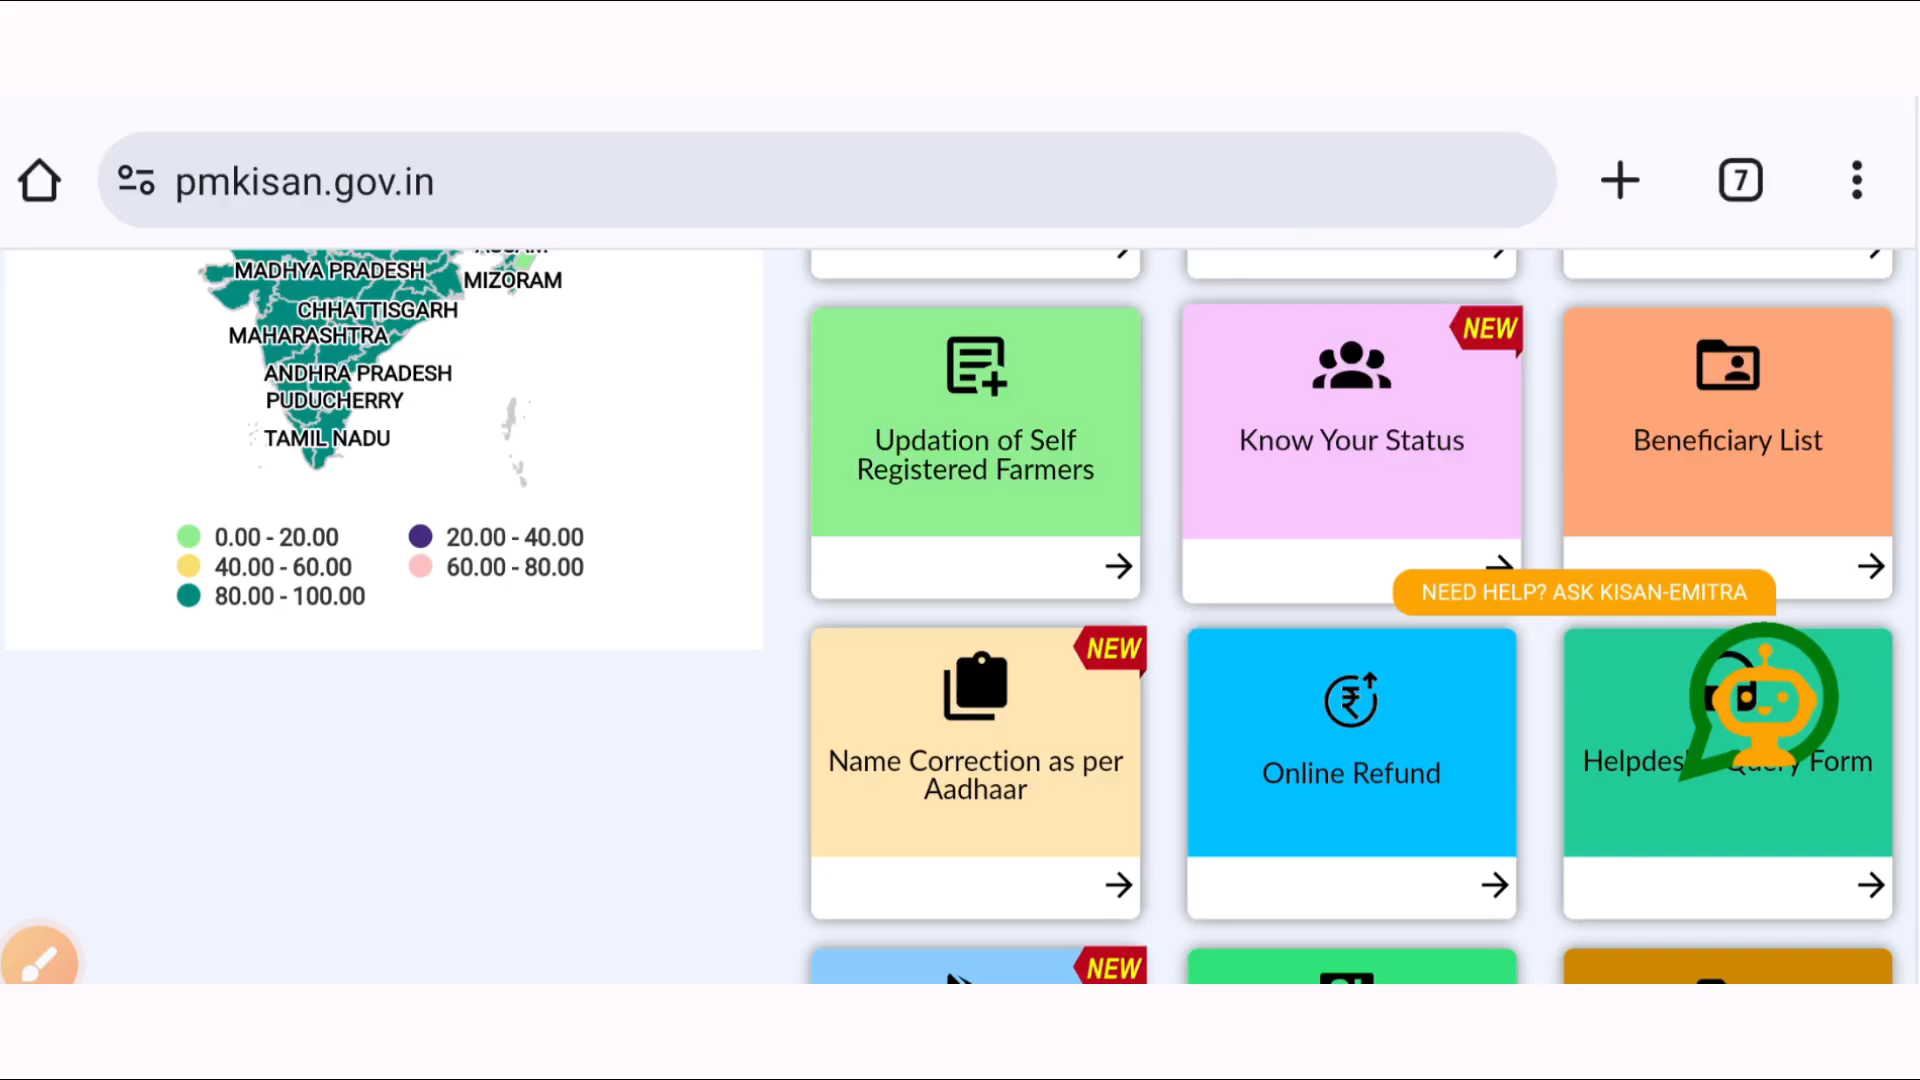 pmkisan.gov.in
7
MADHYA PRADESH
MIZORAM
CHHATTISGARH
MAHARASHTRA
ANDHRA PRADESH
PUDUCHERRY
TAMIL NADU
0.00 - 20.00
20.00 - 40.00
40.00 - 60.00
60.00 - 80.00
80.00 - 100.00
Updation of Self
Registered Farmers
NEW
Know Your Status
Beneficiary List
NEED HELP? ASK KISAN-EMITRA
NEW
Name Correction as per
Aadhaar
Online Refund
Form
NEW